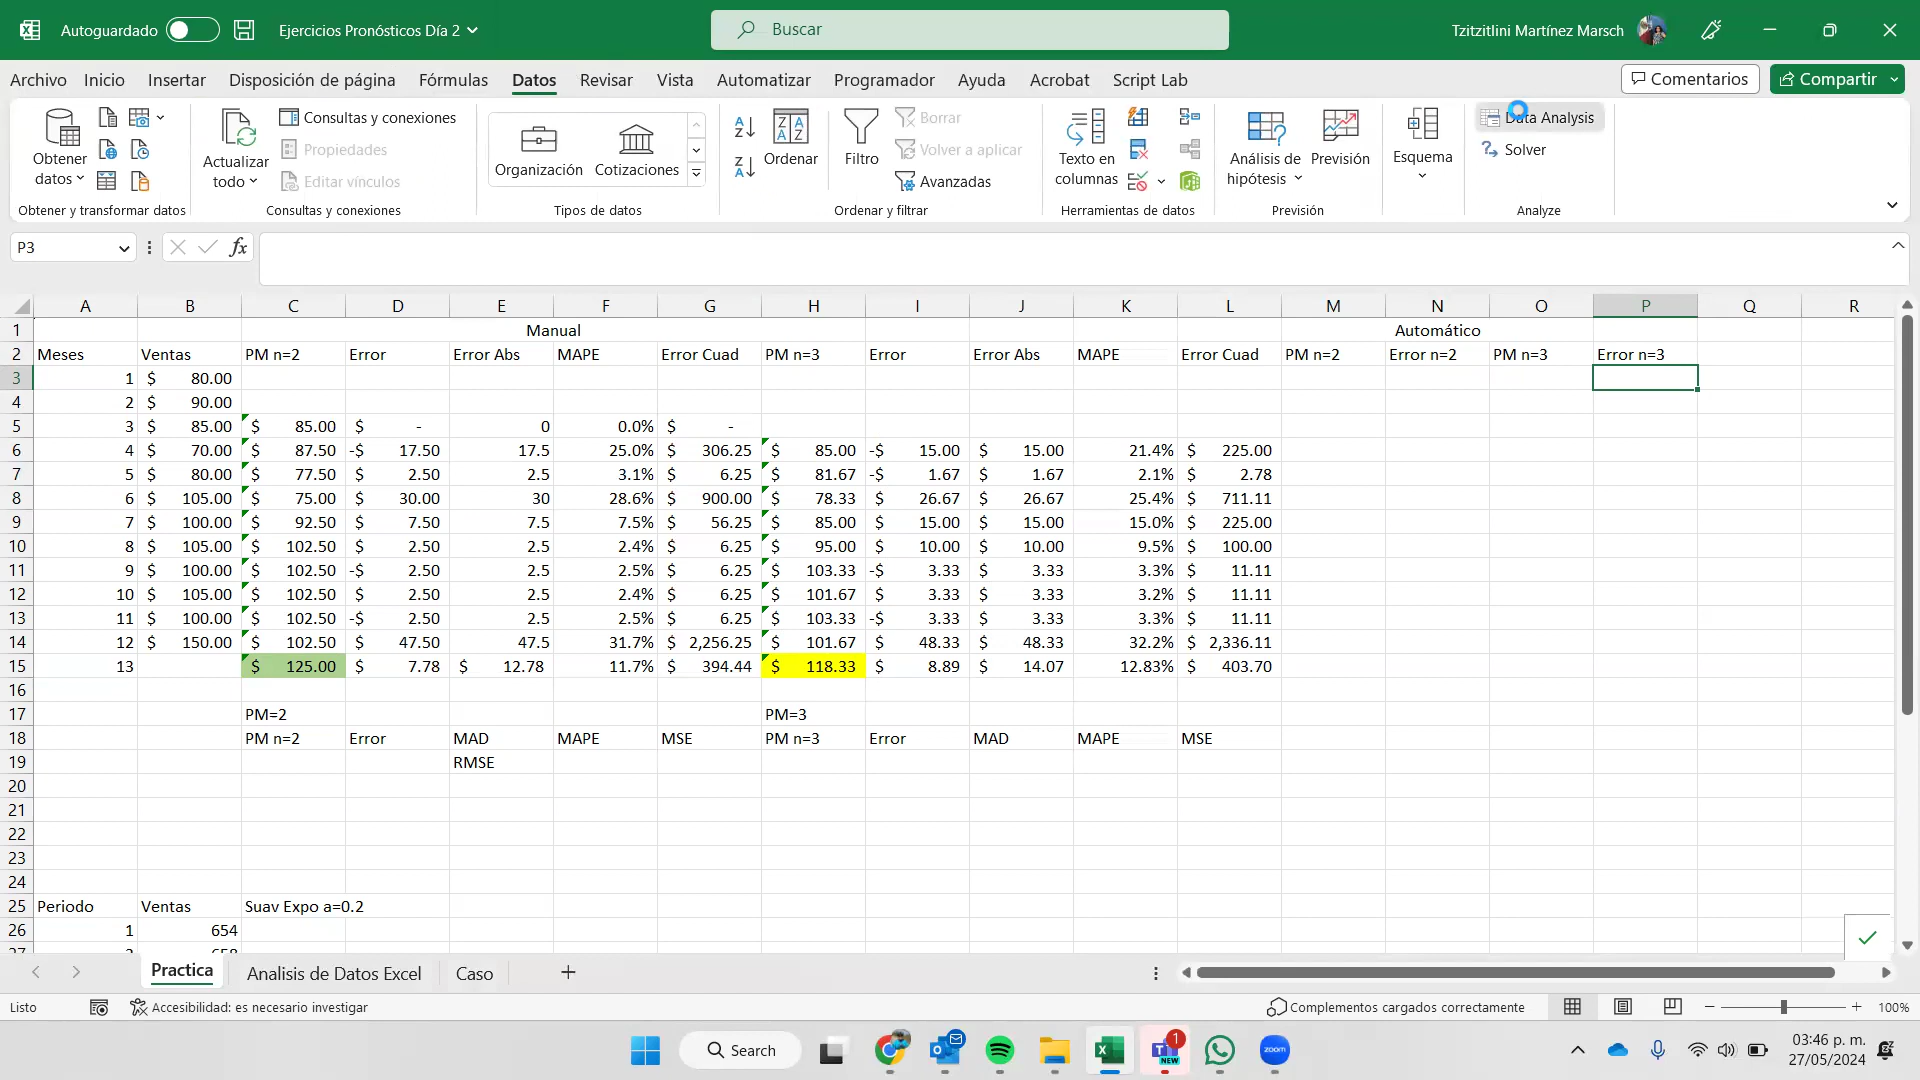 Autoguardado Ejercicios Pronósticos Día 2 Buscar Tzitzitlini Martínez Marsch
Archivo Inicio Insertar Disposición de página Fórmulas Datos Revisar Vista Automatizar Programador Ayuda Acrobat Script Lab Comentarios Compartir
Obtener datos
Obtener y transformar datos
Actualizar todo
Consultas y conexiones
Propiedades
Editar vínculos
Consultas y conexiones
Organización Cotizaciones
Tipos de datos
Ordenar
Filtro
Borrar
Volver a aplicar
Avanzadas
Ordenar y filtrar
Texto en columnas
Herramientas de datos
Análisis de hipótesis
Previsión
Previsión
Esquema
Data Analysis
Solver
Analyze
P3 fx
A B C D E F G H I J K L M N O P Q R
1 Manual Automático
2 Meses Ventas PM n=2 Error Error Abs MAPE Error Cuad PM n=3 Error Error Abs MAPE Error Cuad PM n=2 Error n=2 PM n=3 Error n=3
3 1 $ 80.00
4 2 $ 90.00
5 3 $ 85.00 $ 85.00 $ - 0 0.0% $ -
6 4 $ 70.00 $ 87.50 -$ 17.50 17.5 25.0% $ 306.25 $ 85.00 -$ 15.00 $ 15.00 21.4% $ 225.00
7 5 $ 80.00 $ 77.50 $ 2.50 2.5 3.1% $ 6.25 $ 81.67 -$ 1.67 $ 1.67 2.1% $ 2.78
8 6 $ 105.00 $ 75.00 $ 30.00 30 28.6% $ 900.00 $ 78.33 $ 26.67 $ 26.67 25.4% $ 711.11
9 7 $ 100.00 $ 92.50 $ 7.50 7.5 7.5% $ 56.25 $ 85.00 $ 15.00 $ 15.00 15.0% $ 225.00
10 8 $ 105.00 $ 102.50 $ 2.50 2.5 2.4% $ 6.25 $ 95.00 $ 10.00 $ 10.00 9.5% $ 100.00
11 9 $ 100.00 $ 102.50 -$ 2.50 2.5 2.5% $ 6.25 $ 103.33 -$ 3.33 $ 3.33 3.3% $ 11.11
12 10 $ 105.00 $ 102.50 $ 2.50 2.5 2.4% $ 6.25 $ 101.67 $ 3.33 $ 3.33 3.2% $ 11.11
13 11 $ 100.00 $ 102.50 -$ 2.50 2.5 2.5% $ 6.25 $ 103.33 -$ 3.33 $ 3.33 3.3% $ 11.11
14 12 $ 150.00 $ 102.50 $ 47.50 47.5 31.7% $ 2,256.25 $ 101.67 $ 48.33 $ 48.33 32.2% $ 2,336.11
15 13 $ 125.00 $ 7.78 $ 12.78 11.7% $ 394.44 $ 118.33 $ 8.89 $ 14.07 12.83% $ 403.70
16
17 PM=2 PM=3
18 PM n=2 Error MAD MAPE MSE PM n=3 Error MAD MAPE MSE
19 RMSE
20
21
22
23
24
25 Periodo Ventas Suav Expo a=0.2
26 1 654
27 2 658
Practica Analisis de Datos Excel Caso
Listo Accesibilidad: es necesario investigar Complementos cargados correctamente 100%
Search NEW 1 zoom 03:46 p. m.
27/05/2024